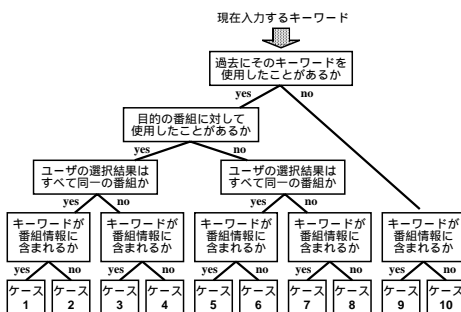 現在入力するキーワード
過去にそのキーワードを
使用したことがあるか
yes no
目的の番組に対して
使用したことがあるか
yes no
ユーザの選択結果は
すべて同一の番組か
ユーザの選択結果は
すべて同一の番組か
yes no yes no
キーワードが
番組情報に
含まれるか
キーワードが
番組情報に
含まれるか
キーワードが
番組情報に
含まれるか
キーワードが
番組情報に
含まれるか
キーワードが
番組情報に
含まれるか
yes no yes no yes no yes no yes no
ケース
1
ケース
2
ケース
3
ケース
4
ケース
5
ケース
6
ケース
7
ケース
8
ケース
9
ケース
10